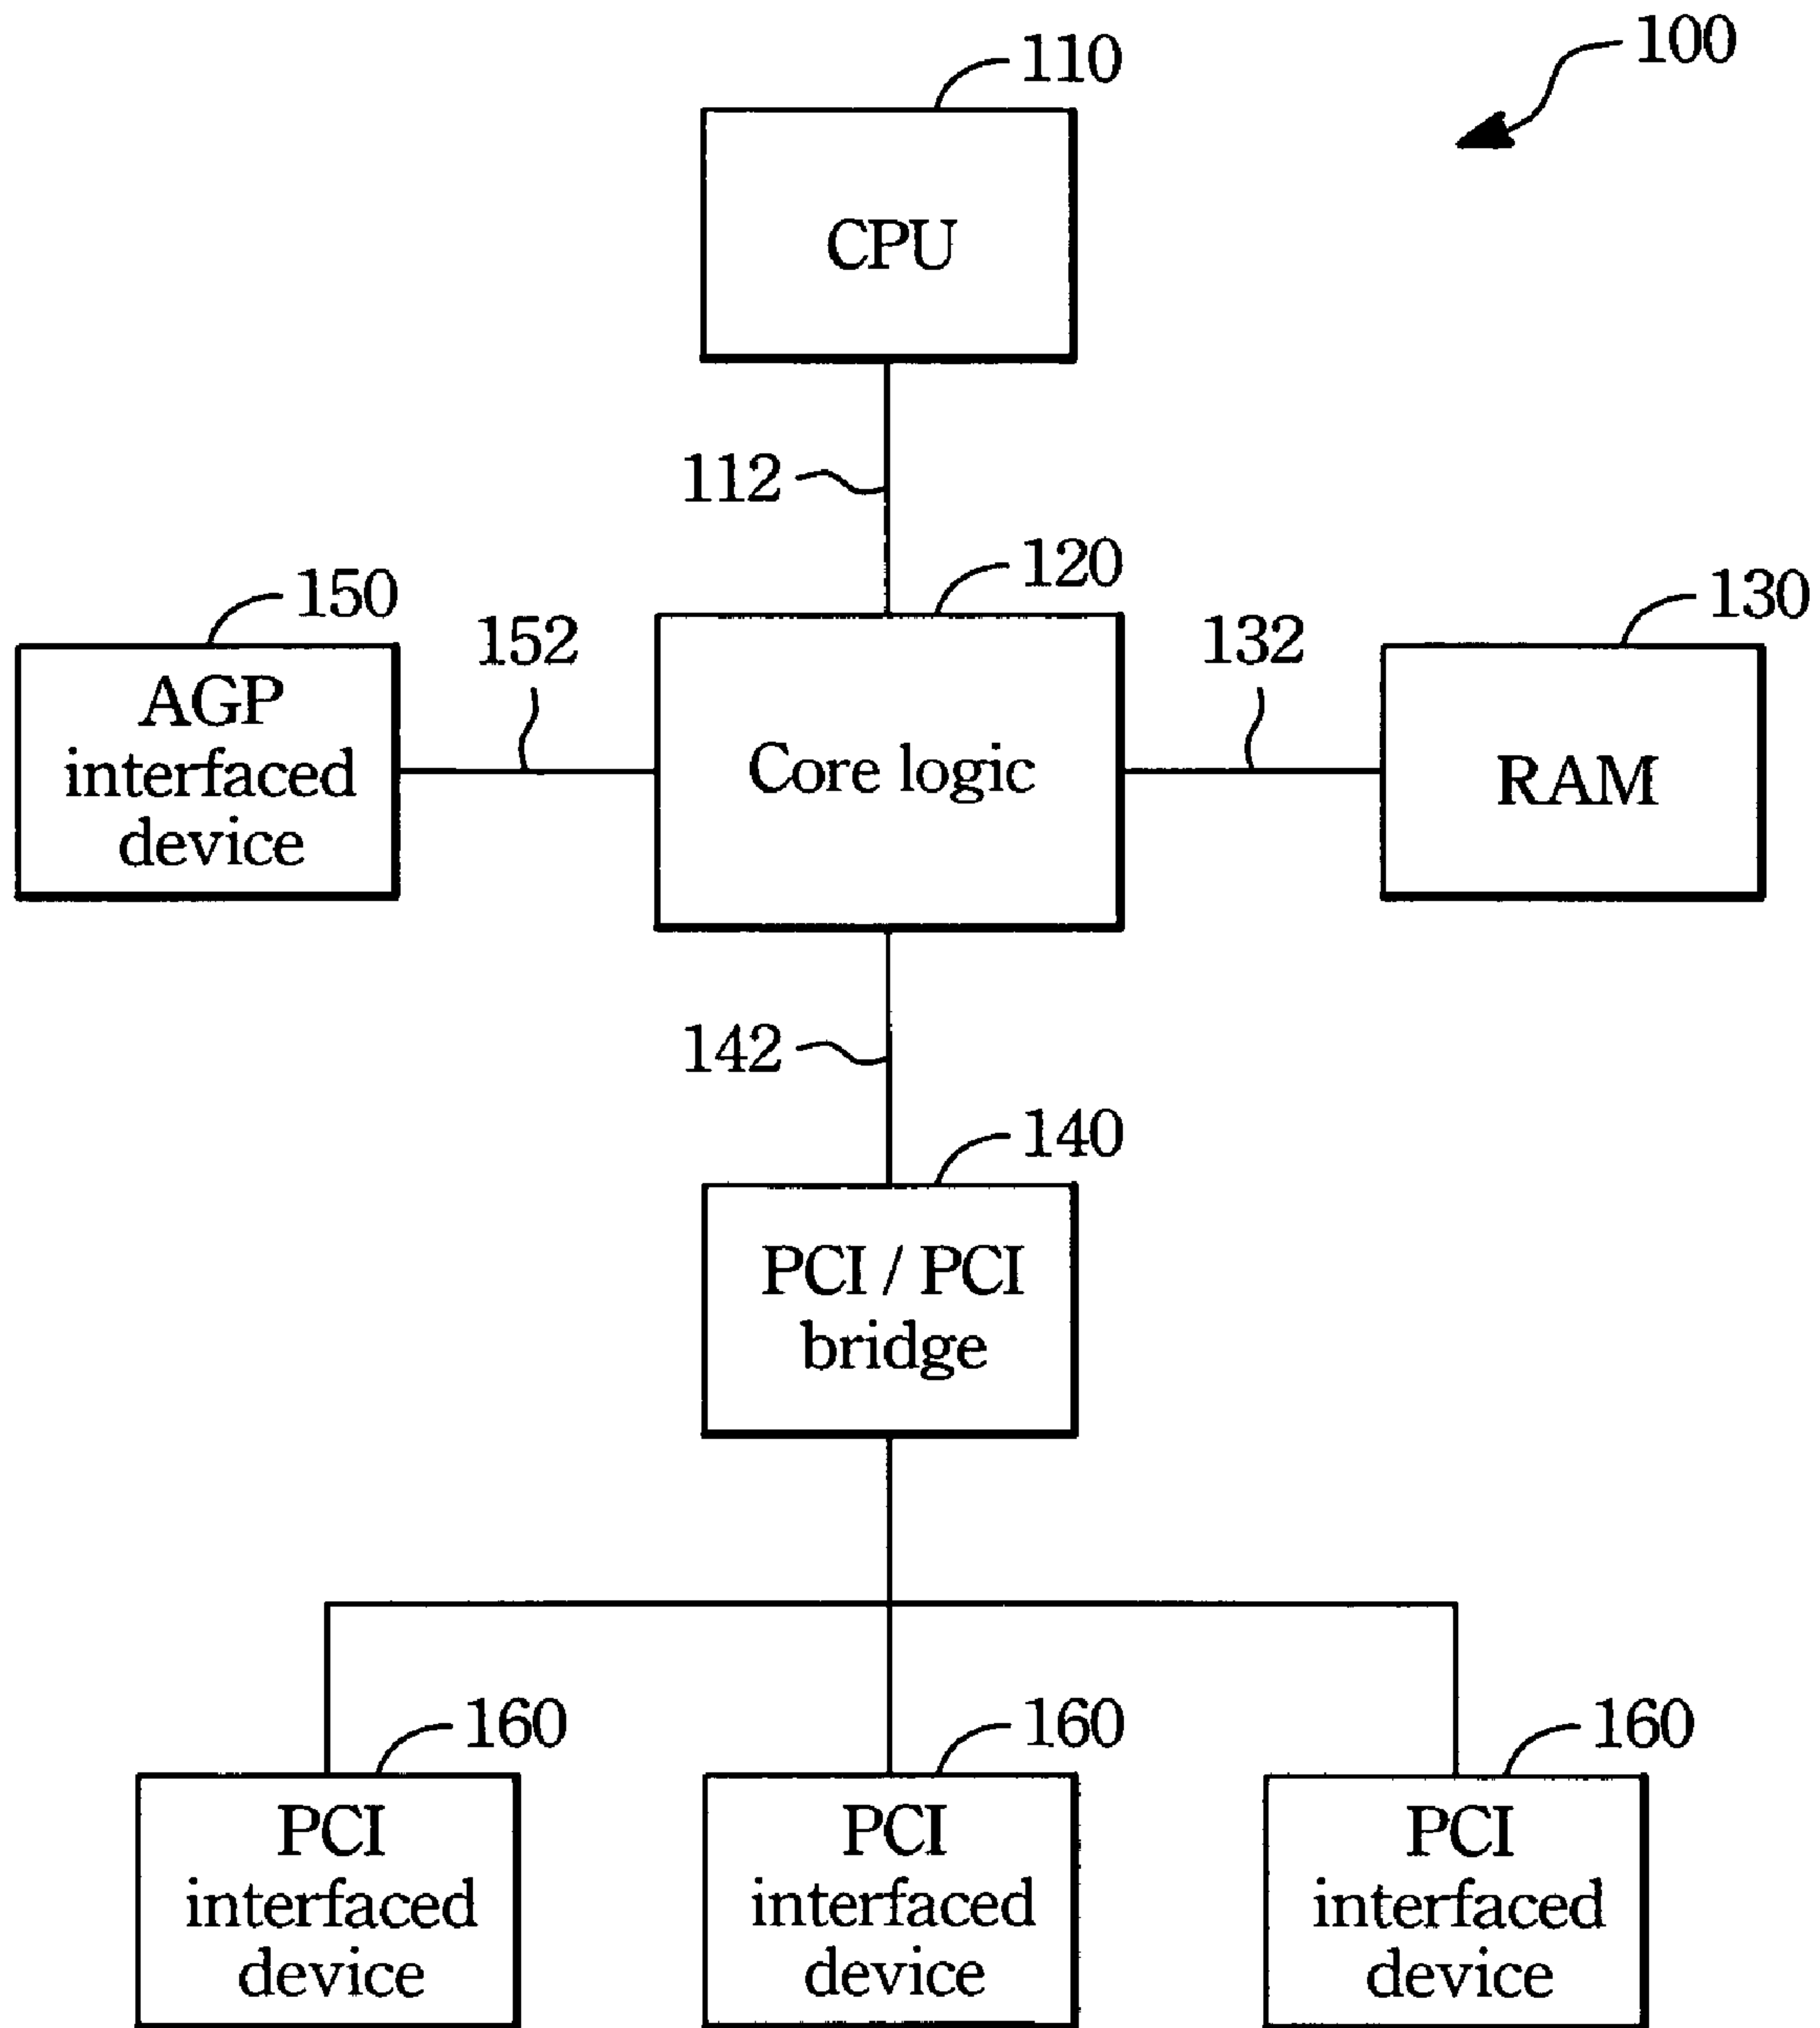 100
110
CPU
112
120
150
130
152
132
AGP
interfaced
device
Core logic
RAM
142
140
PCI / PCI
bridge
160
160
160
PCI
interfaced
device
PCI
interfaced
device
PCI
interfaced
device